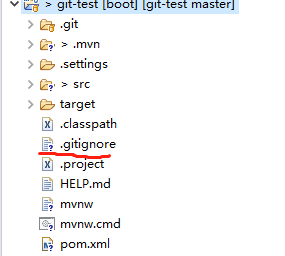 > git-test [boot] [git-test master]
> .git
> > .mvn
> .settings
> > src
> target
.classpath
.gitignore
.project
HELP.md
mvnw
mvnw.cmd
pom.xml